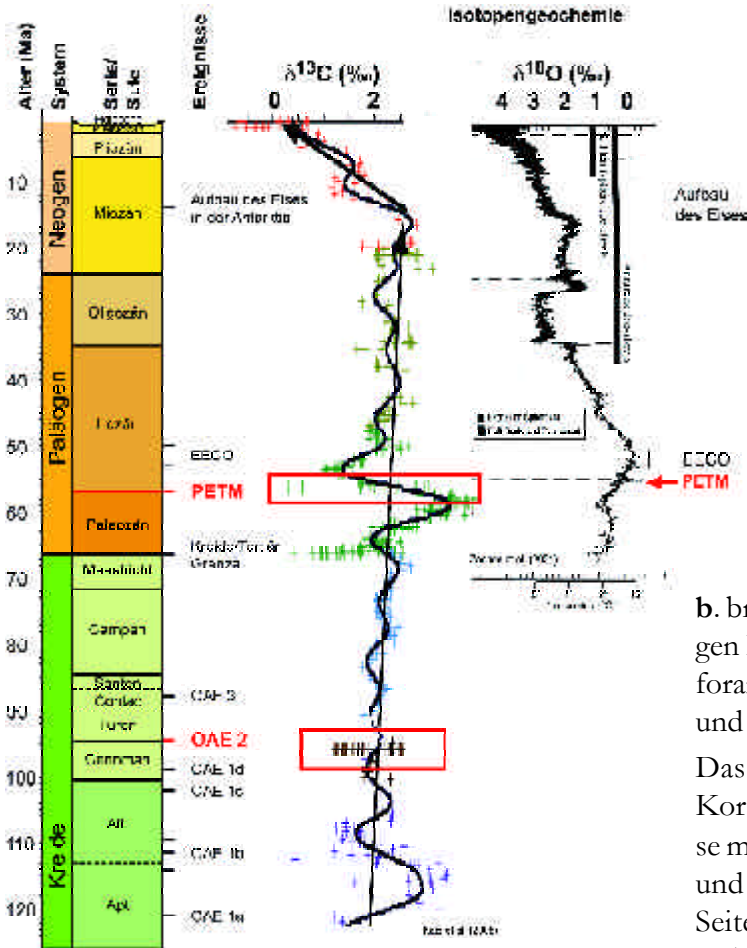 Isotopengeochemie
Alter (Ma)
System
Serie/
Ereignisse
δ13C (‰)
0 2
δ18O (‰)
4 3 2 1 0
Neogen
Paläogen
Kreide
Pliozän
Miozän
Oligozän
Eozän
Paleozän
Maastricht
Campan
Santon
Coniac
Turon
Cenoman
Alb
Apt
10
20
30
40
50
60
70
80
90
100
110
120
Aufbau des Eises
in der Antarktis
EECO
PETM
Kreide/Tertiär
Grenze
OAE 3
OAE 2
OAE 1d
OAE 1c
OAE 1b
OAE 1a
Aufbau
des Eises
EECO
PETM
b. br
gen
fora
und
Das
Kor
se m
und
Seite